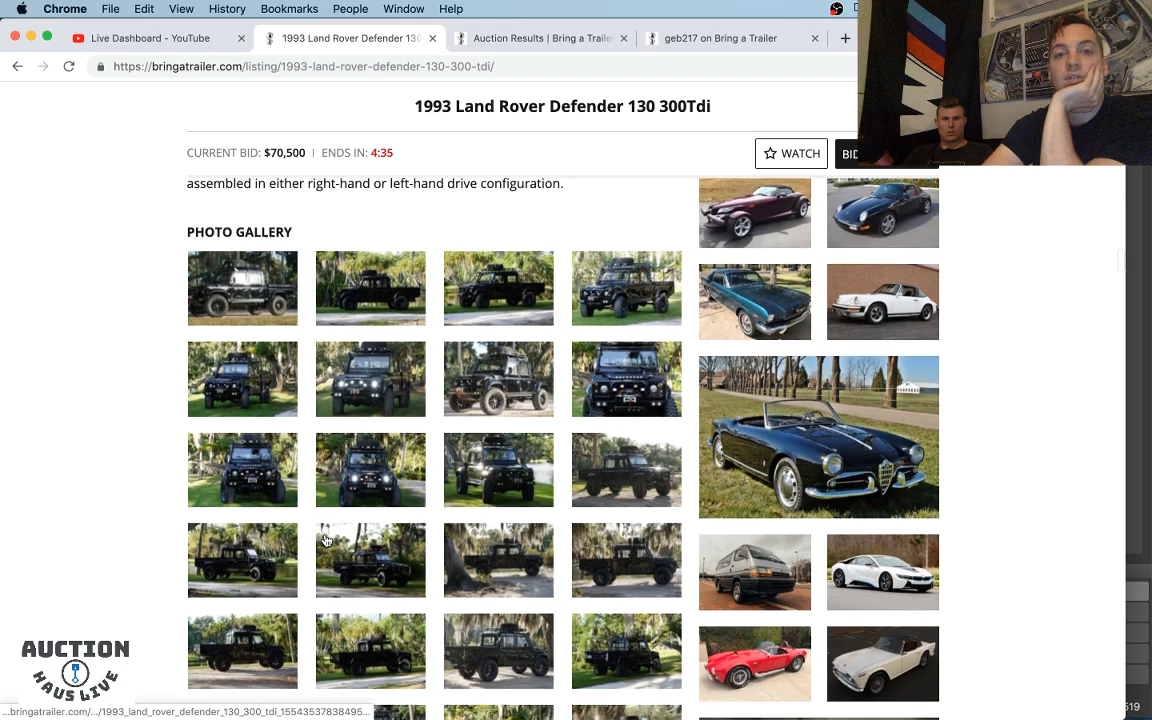 Chrome File Edit View History Bookmarks People Window Help
Live Dashboard - YouTube
1993 Land Rover Defender 130
Auction Results | Bring a Traile
geb217 on Bring a Trailer
https://bringatrailer.com/listing/1993-land-rover-defender-130-300-tdi/
1993 Land Rover Defender 130 300Tdi
CURRENT BID: $70,500 | ENDS IN: 4:35
WATCH
BID
assembled in either right-hand or left-hand drive configuration.
PHOTO GALLERY
AUCTION
HAUS LIVE
...bringatrailer.com/.../1993_land_rover_defender_130_300_tdi_15543537838495...
519